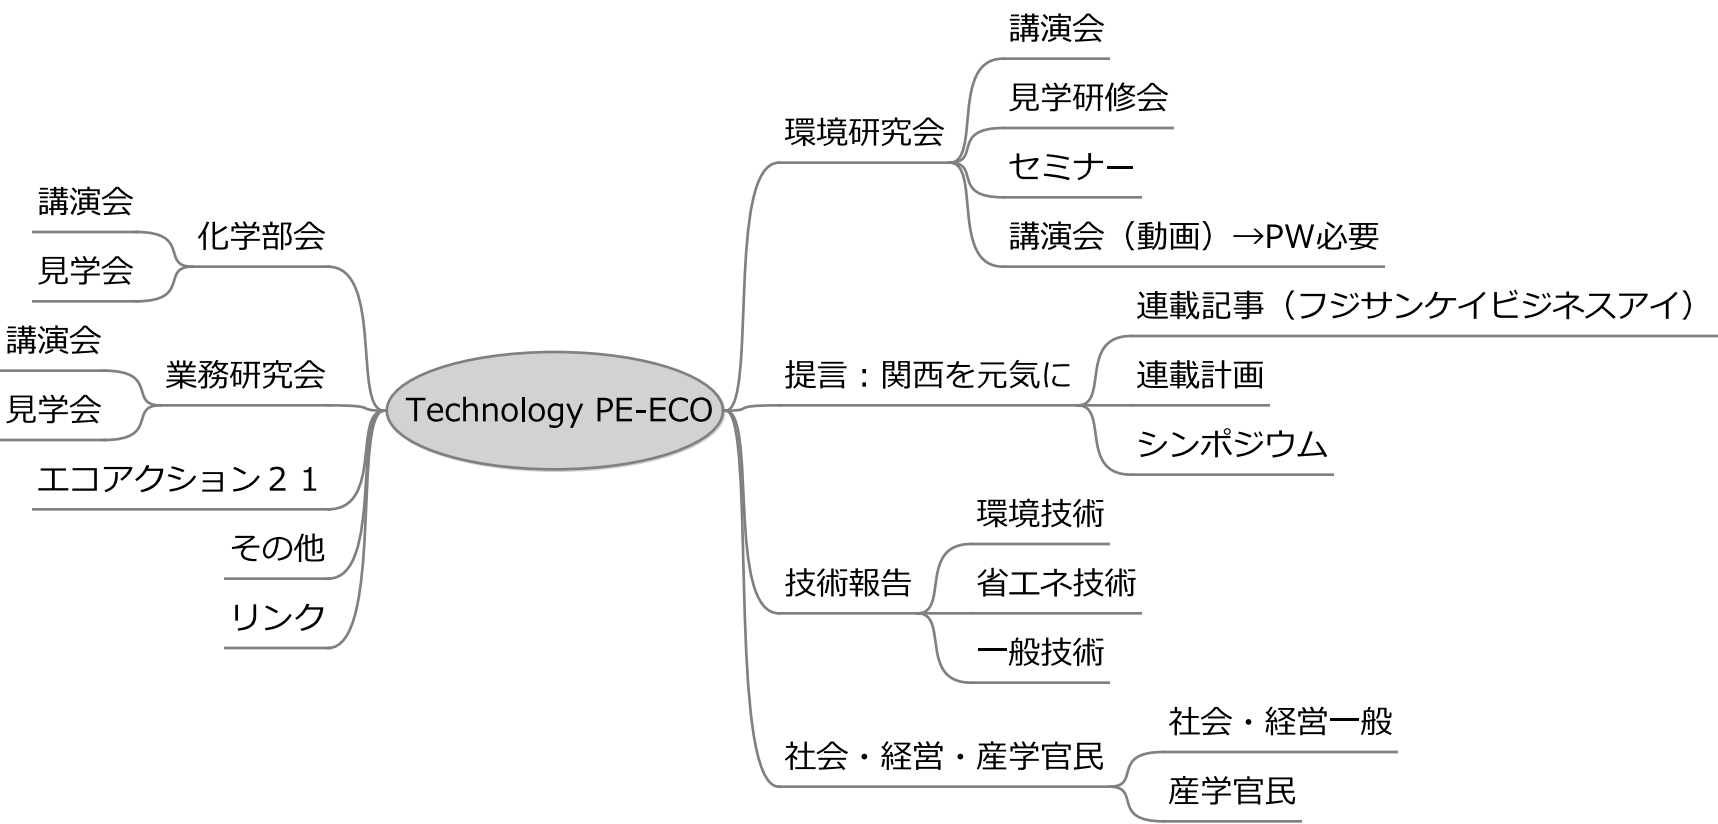 Technology PE-ECO
環境研究会
講演会
見学研修会
セミナー
講演会（動画）→PW必要
提言：関西を元気に
連載記事（フジサンケイビジネスアイ）
連載計画
シンポジウム
技術報告
環境技術
省エネ技術
一般技術
社会・経営・産学官民
社会・経営一般
産学官民
化学部会
講演会
見学会
業務研究会
講演会
見学会
エコアクション２１
その他
リンク